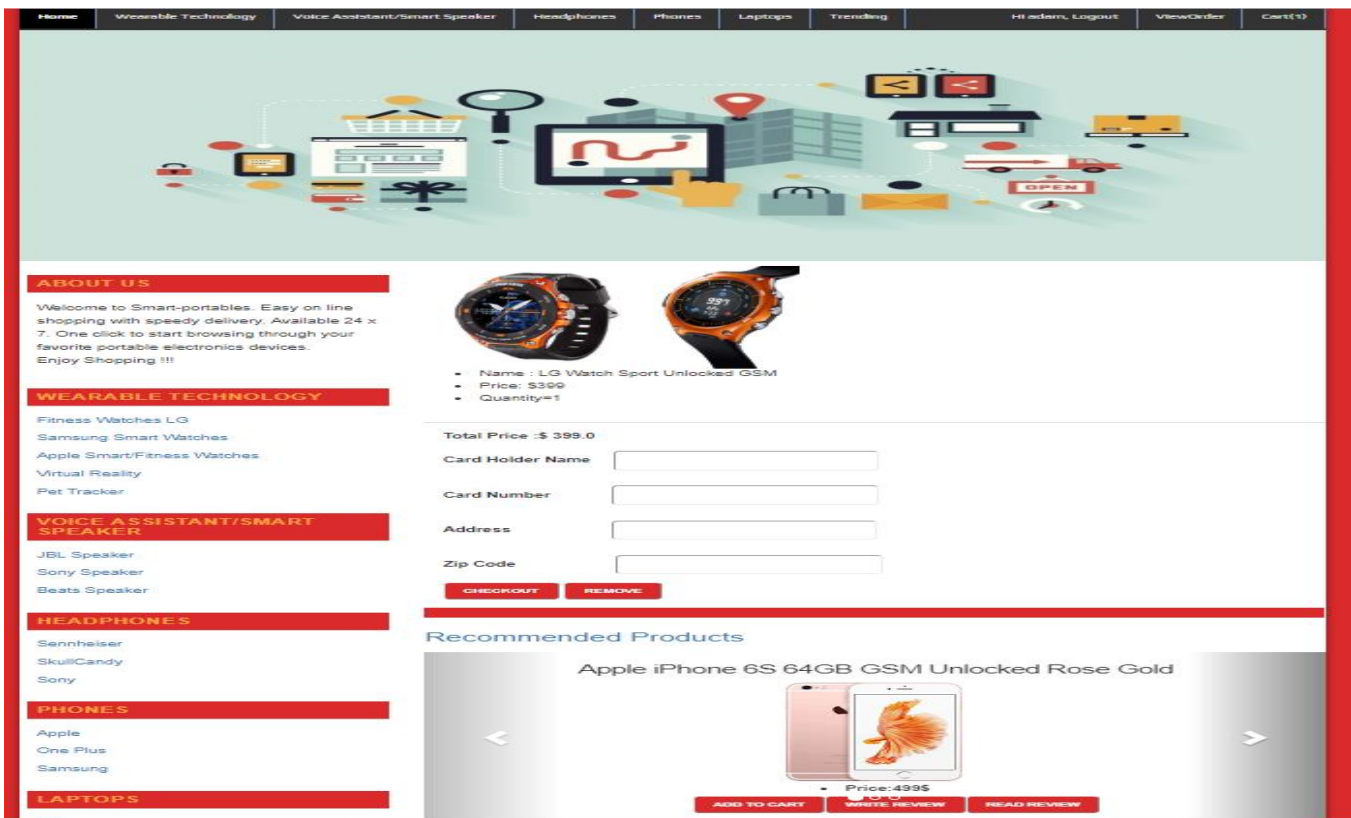 Home Wearable Technology Voice Assistant/Smart Speaker Headphones Phones Laptops Trending Hi adam, Logout ViewOrder Cart(1)
OPEN
ABOUT US
Welcome to Smart-portables. Easy on line
shopping with speedy delivery. Available 24 x
7. One click to start browsing through your
favorite portable electronics devices.
Enjoy Shopping !!!
WEARABLE TECHNOLOGY
Fitness Watches LG
Samsung Smart Watches
Apple Smart/Fitness Watches
Virtual Reality
Pet Tracker
VOICE ASSISTANT/SMART
SPEAKER
JBL Speaker
Sony Speaker
Beats Speaker
HEADPHONES
Sennheiser
SkullCandy
Sony
PHONES
Apple
One Plus
Samsung
LAPTOPS
Name : LG Watch Sport Unlocked GSM
Price: $399
Quantity=1
Total Price :$ 399.0
Card Holder Name
Card Number
Address
Zip Code
CHECKOUT REMOVE
Recommended Products
Apple iPhone 6S 64GB GSM Unlocked Rose Gold
Price:499$
ADD TO CART WRITE REVIEW READ REVIEW